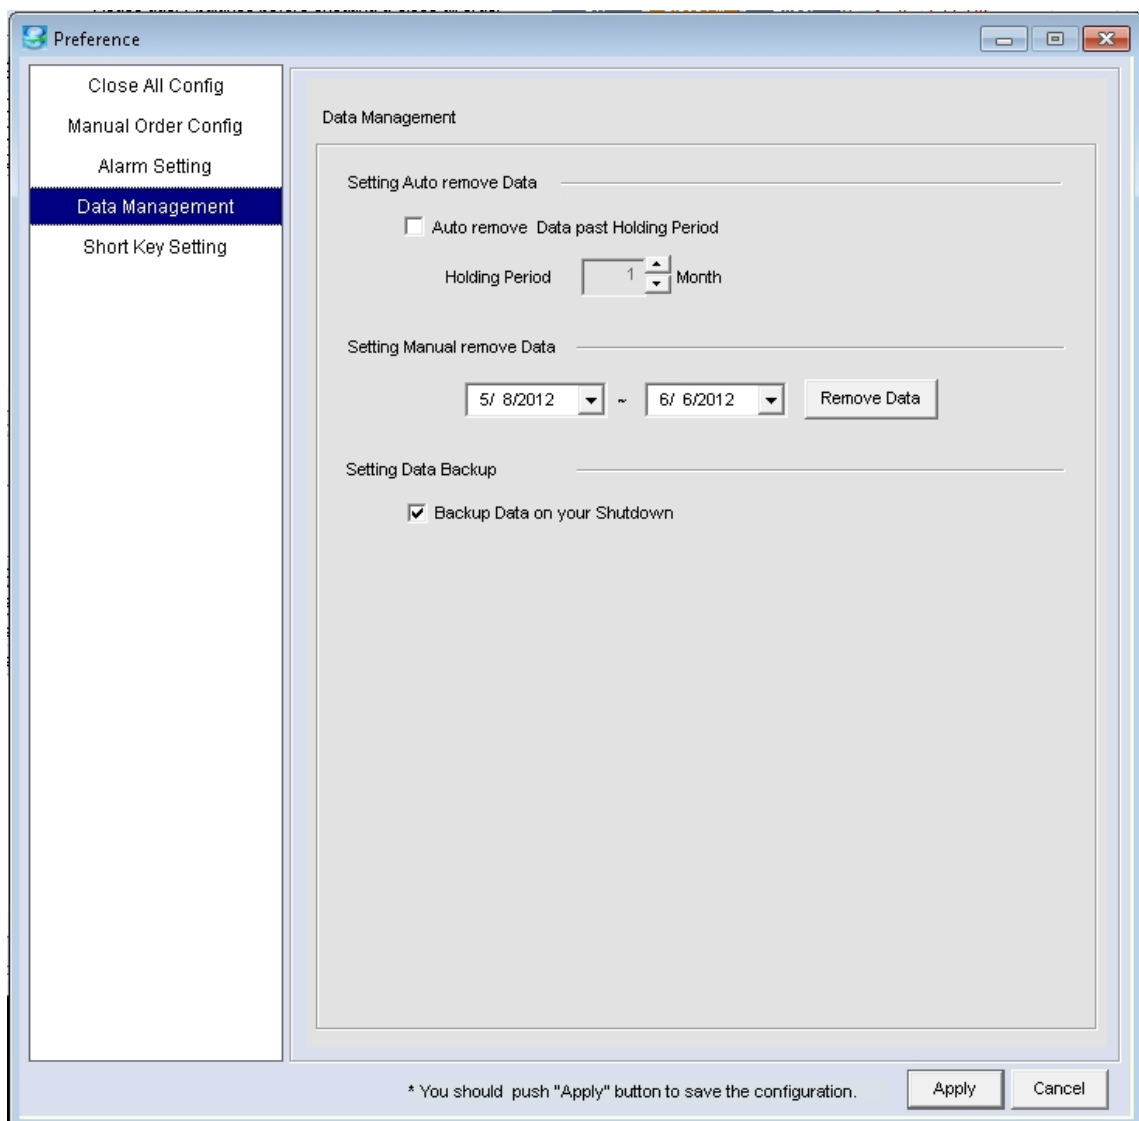 Preference
Close All Config
Manual Order Config
Alarm Setting
Data Management
Short Key Setting
Data Management
Setting Auto remove Data
Auto remove Data past Holding Period
Holding Period 1 Month
Setting Manual remove Data
5/ 8/2012 ~ 6/ 6/2012 Remove Data
Setting Data Backup
Backup Data on your Shutdown
* You should push "Apply" button to save the configuration. Apply Cancel